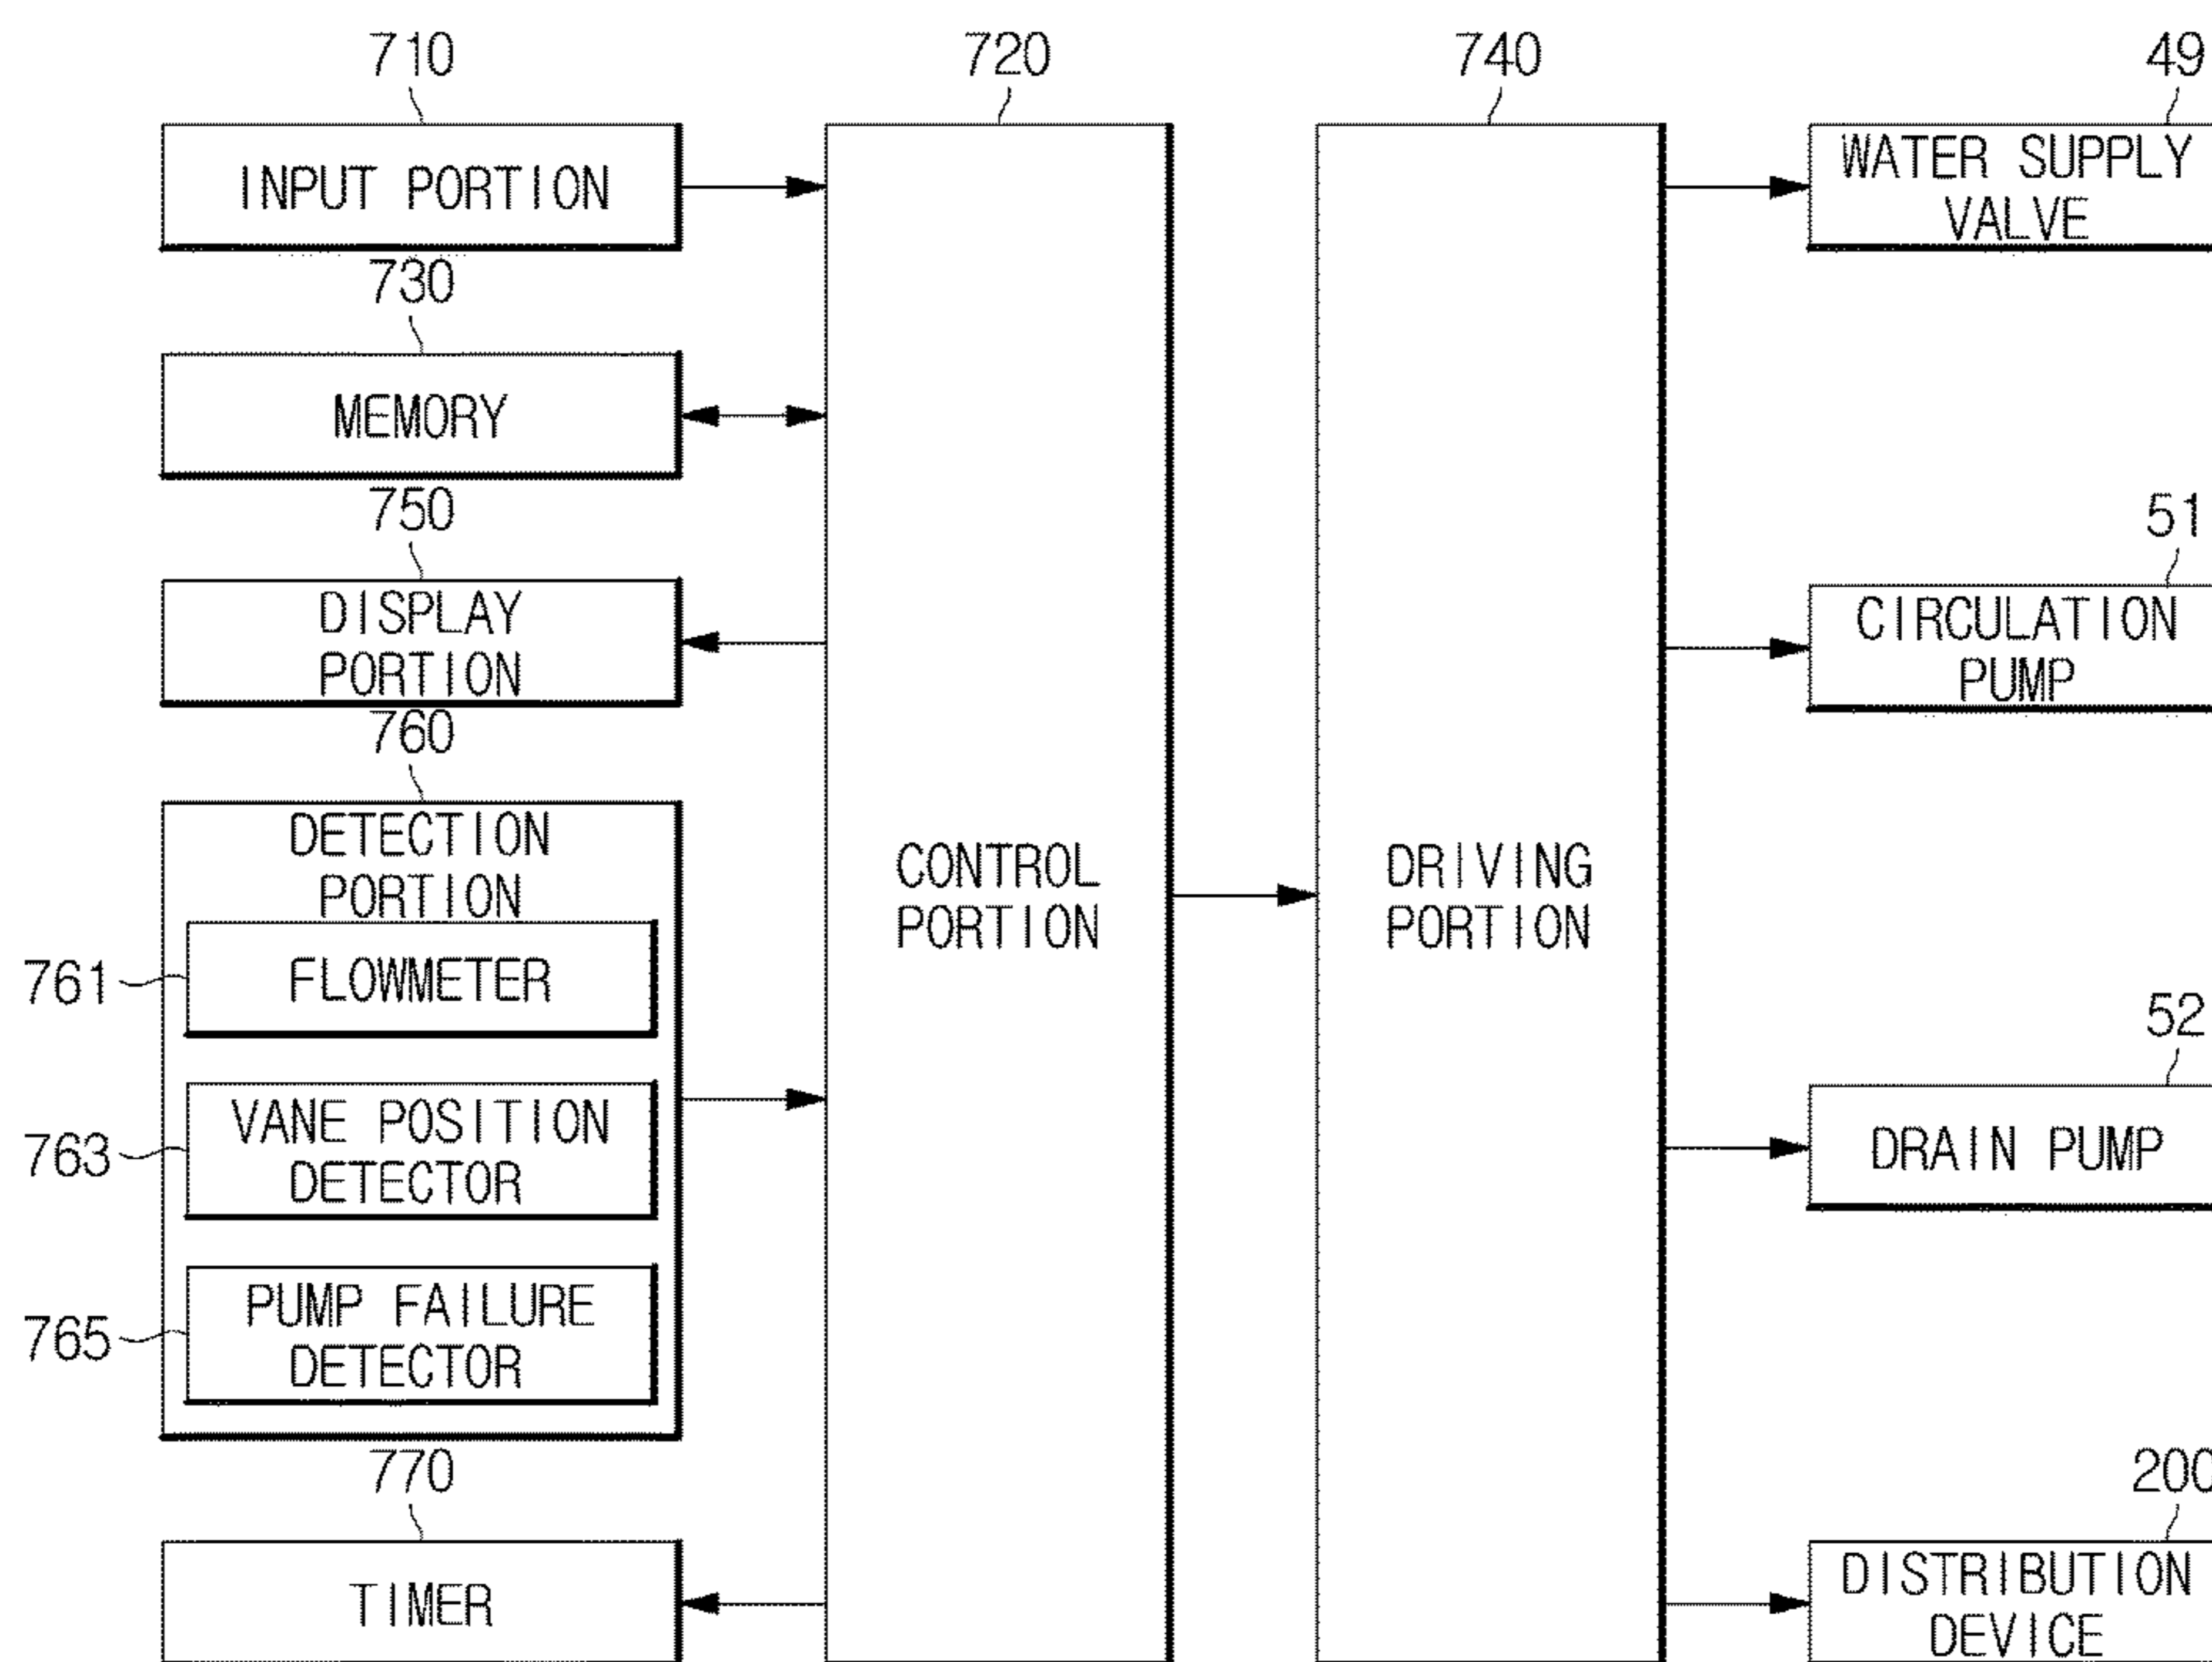 710
INPUT PORTION
730
MEMORY
750
DISPLAY
PORTION
760
DETECTION
PORTION
761
FLOWMETER
763
VANE POSITION
DETECTOR
765
PUMP FAILURE
DETECTOR
770
TIMER
720
CONTROL
PORTION
740
DRIVING
PORTION
49
WATER SUPPLY
VALVE
51
CIRCULATION
PUMP
52
DRAIN PUMP
200
DISTRIBUTION
DEVICE